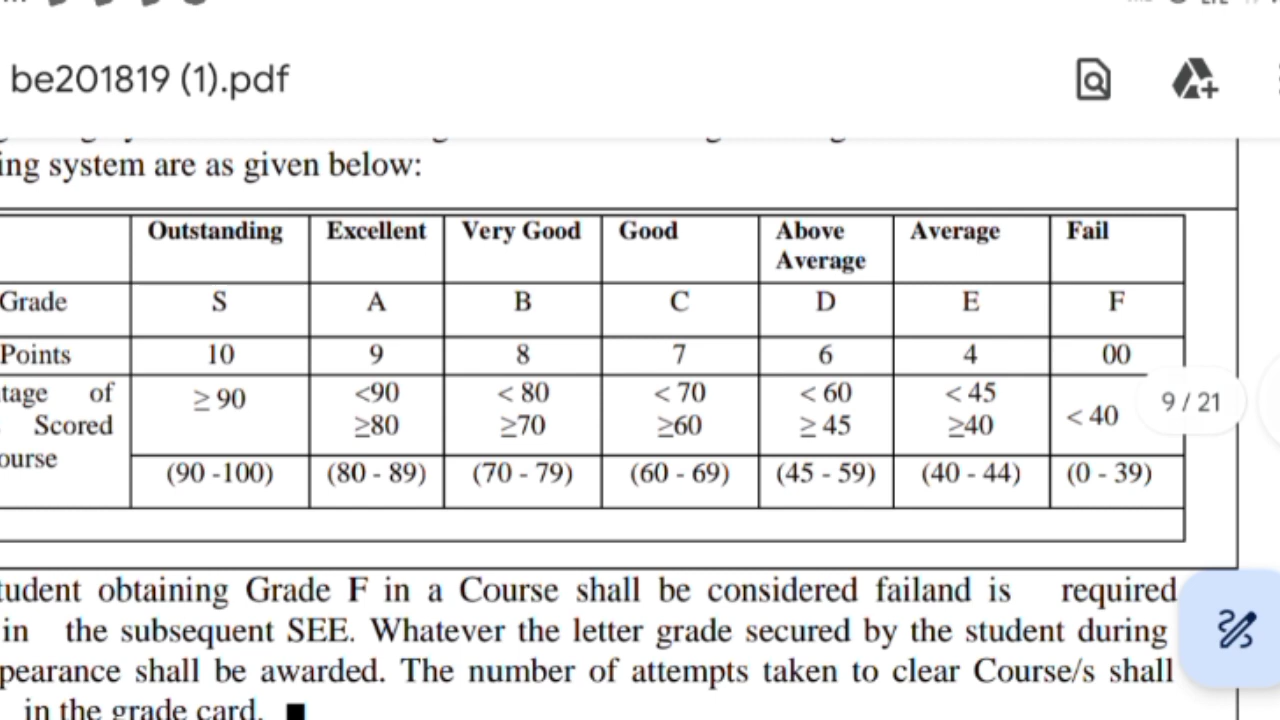 be201819 (1).pdf
ing system are as given below:
Outstanding Excellent Very Good Good Above Average Average Fail
Grade S A B C D E F
Points 10 9 8 7 6 4 00
tage of Scored ourse
≥ 90 <90 ≥80 < 80 ≥70 < 70 ≥60 < 60 ≥ 45 < 45 ≥40 < 40
(90 -100) (80 - 89) (70 - 79) (60 - 69) (45 - 59) (40 - 44) (0 - 39)
9 / 21
tudent obtaining Grade F in a Course shall be considered failand is required
in the subsequent SEE. Whatever the letter grade secured by the student during
pearance shall be awarded. The number of attempts taken to clear Course/s shall
in the grade card.